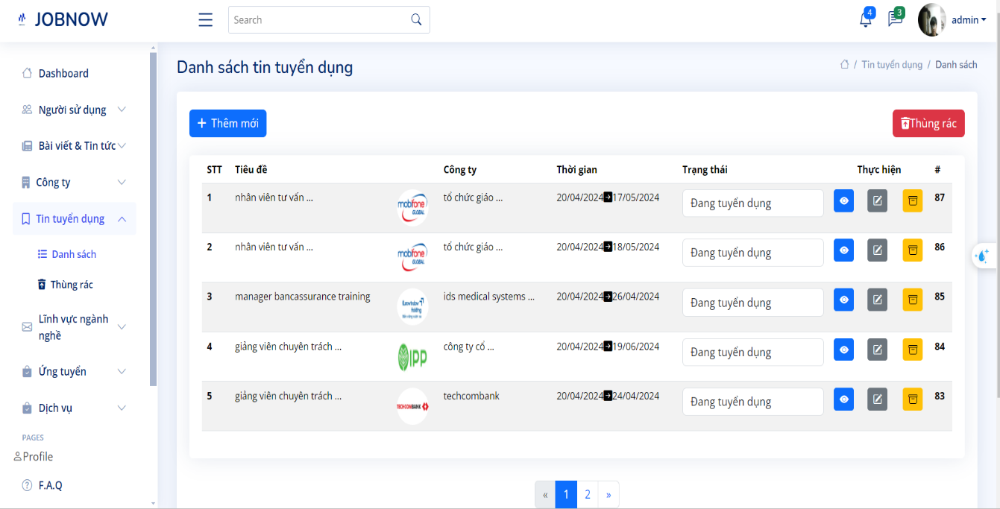 JOBNOW
Search
4
3
admin
Dashboard
Người sử dụng
Bài viết & Tin tức
Công ty
Tin tuyển dụng
Danh sách
Thùng rác
Lĩnh vực ngành
nghề
Ứng tuyển
Dịch vụ
PAGES
Profile
F.A.Q
Danh sách tin tuyển dụng
/ Tin tuyển dụng / Danh sách
+ Thêm mới
Thùng rác
STT Tiêu đề Công ty Thời gian Trạng thái Thực hiện #
1 nhân viên tư vấn ... mobifone GLOBAL tổ chức giáo ... 20/04/2024→17/05/2024 Đang tuyển dụng 87
2 nhân viên tư vấn ... mobifone GLOBAL tổ chức giáo ... 20/04/2024→18/05/2024 Đang tuyển dụng 86
3 manager bancassurance training Eurowindow Holding ids medical systems ... 20/04/2024→26/04/2024 Đang tuyển dụng 85
4 giảng viên chuyên trách ... IPP công ty cổ ... 20/04/2024→19/06/2024 Đang tuyển dụng 84
5 giảng viên chuyên trách ... TECHCOMBANK techcombank 20/04/2024→24/04/2024 Đang tuyển dụng 83
« 1 2 »